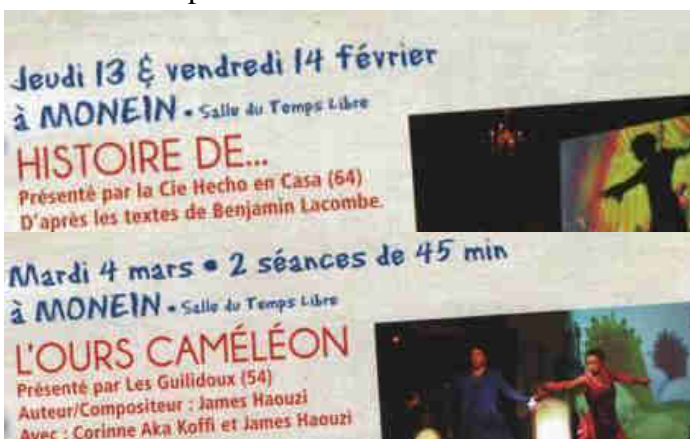 Jeudi 13 & vendredi 14 février
à MONEIN • Salle du Temps Libre
HISTOIRE DE...
Présenté par la Cie Hecho en Casa (64)
D'après les textes de Benjamin Lacombe.
Mardi 4 mars • 2 séances de 45 min
à MONEIN • Salle du Temps Libre
L'OURS CAMÉLÉON
Présenté par Les Guilidoux (54)
Auteur/Compositeur : James Haouzi
Avec : Corinne Aka Koffi et James Haouzi